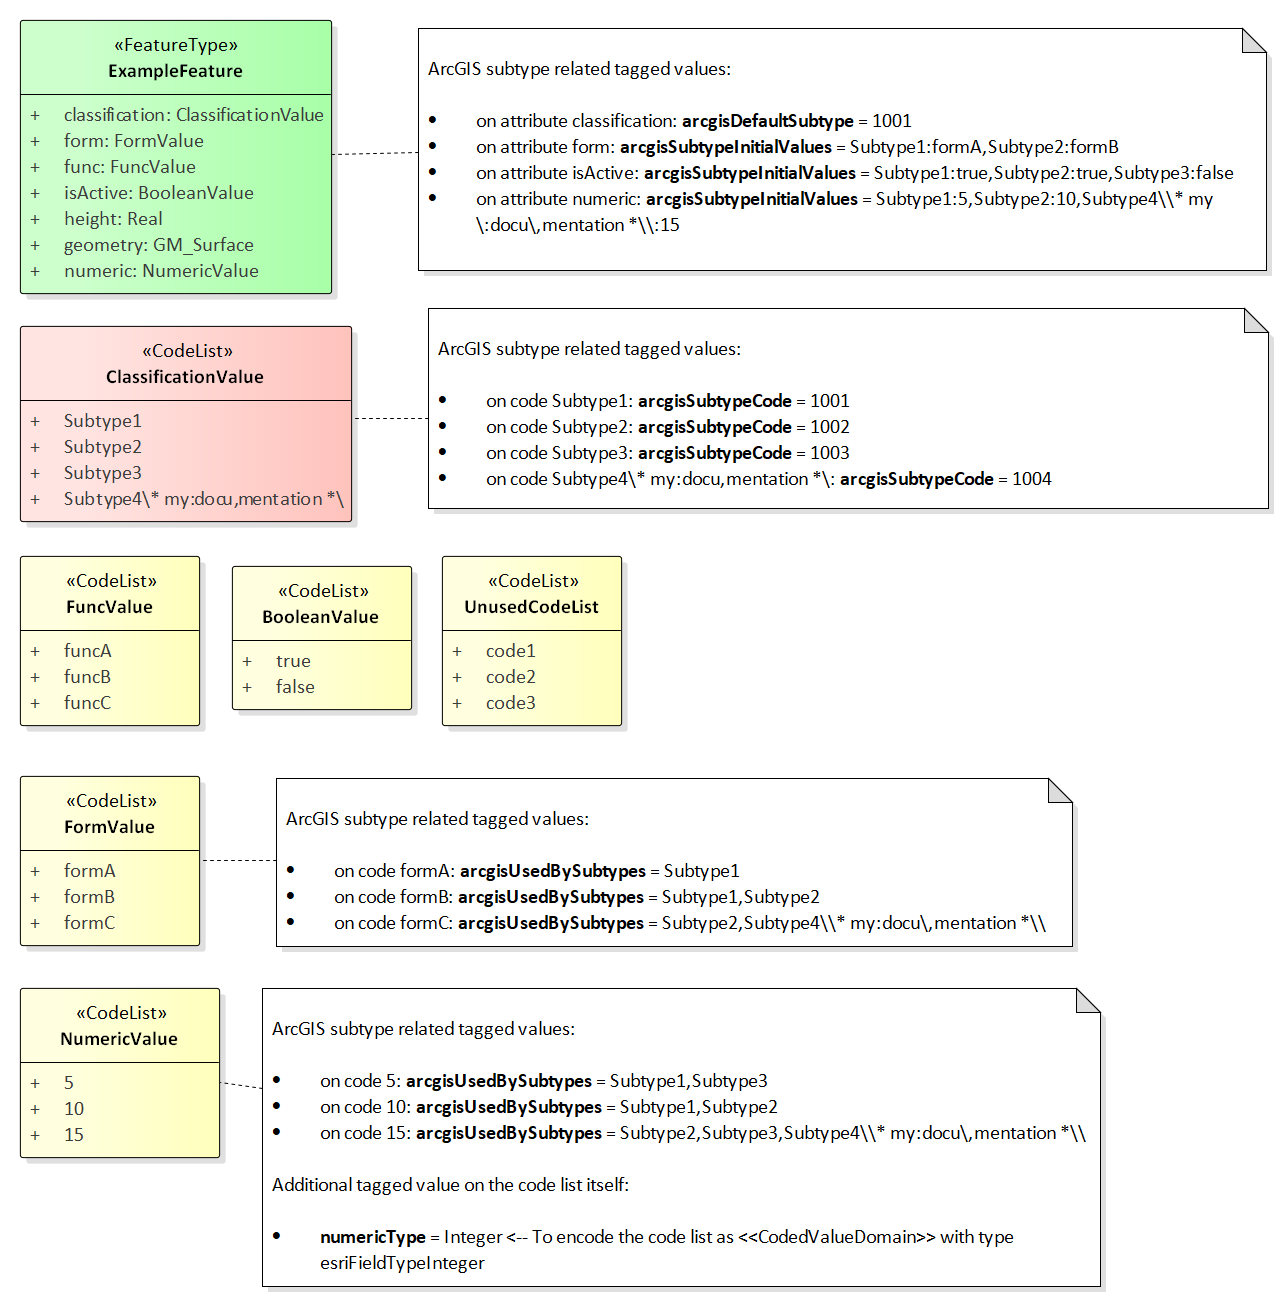 «FeatureType»
ExampleFeature
+ classification: ClassificationValue
+ form: FormValue
+ func: FuncValue
+ isActive: BooleanValue
+ height: Real
+ geometry: GM_Surface
+ numeric: NumericValue
ArcGIS subtype related tagged values:
• on attribute classification: arcgisDefaultSubtype = 1001
• on attribute form: arcgisSubtypeInitialValues = Subtype1:formA,Subtype2:formB
• on attribute isActive: arcgisSubtypeInitialValues = Subtype1:true,Subtype2:true,Subtype3:false
• on attribute numeric: arcgisSubtypeInitialValues = Subtype1:5,Subtype2:10,Subtype4\\* my
\:docu\,mentation *\\:15
«CodeList»
ClassificationValue
+ Subtype1
+ Subtype2
+ Subtype3
+ Subtype4\* my:docu,mentation *\
ArcGIS subtype related tagged values:
• on code Subtype1: arcgisSubtypeCode = 1001
• on code Subtype2: arcgisSubtypeCode = 1002
• on code Subtype3: arcgisSubtypeCode = 1003
• on code Subtype4\* my:docu,mentation *\: arcgisSubtypeCode = 1004
«CodeList»
FuncValue
+ funcA
+ funcB
+ funcC
«CodeList»
BooleanValue
+ true
+ false
«CodeList»
UnusedCodeList
+ code1
+ code2
+ code3
«CodeList»
FormValue
+ formA
+ formB
+ formC
ArcGIS subtype related tagged values:
• on code formA: arcgisUsedBySubtypes = Subtype1
• on code formB: arcgisUsedBySubtypes = Subtype1,Subtype2
• on code formC: arcgisUsedBySubtypes = Subtype2,Subtype4\\* my:docu\,mentation *\\
«CodeList»
NumericValue
+ 5
+ 10
+ 15
ArcGIS subtype related tagged values:
• on code 5: arcgisUsedBySubtypes = Subtype1,Subtype3
• on code 10: arcgisUsedBySubtypes = Subtype1,Subtype2
• on code 15: arcgisUsedBySubtypes = Subtype2,Subtype3,Subtype4\\* my:docu\,mentation *\\
Additional tagged value on the code list itself:
• numericType = Integer <-- To encode the code list as <<CodedValueDomain>> with type
esriFieldTypeInteger